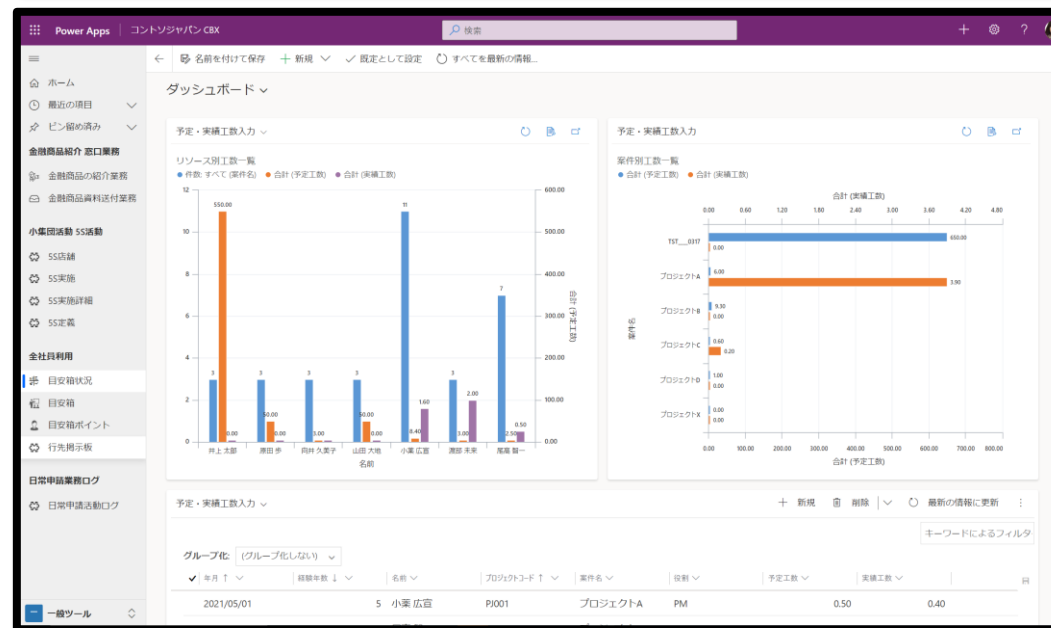 Power Apps コントソジャパン CBX 検索
名前を付けて保存 新規 既定として設定 すべてを最新の情報...
ホーム
最近の項目
ピン留め済み
金融商品紹介 窓口業務
金融商品の紹介業務
金融商品資料送付業務
小集団活動 5S活動
5S店舗
5S実施
5S実施詳細
5S定義
全社員利用
目安箱状況
目安箱
目安箱ポイント
行先掲示板
日常申請業務ログ
日常申請活動ログ
一般ツール
ダッシュボード
予定・実績工数入力
リソース別工数一覧
件数: すべて (案件名) 合計 (予定工数) 合計 (実績工数)
12 10 8 6 4 2 0
600.00 500.00 400.00 300.00 200.00 100.00 0.00
合計 (予定工数)
3 550.00 0.00
3 50.00 0.00
3 3.00 0.00
3 50.00 0.00
11 8.40 1.60
3 3.00 2.00
7 2.50 0.50
井上 太郎 原田 歩 向井 久美子 山田 大地 小薬 広宣 渡部 未来 尾葛 賢一
名前
予定・実績工数入力
案件別工数一覧
合計 (予定工数) 合計 (実績工数)
合計 (実績工数)
0.00 0.60 1.20 1.80 2.40 3.00 3.60 4.20 4.80
案件名
TST__0317 650.00 0.00
プロジェクトA 6.00 3.90
プロジェクトB 9.30 0.00
プロジェクトC 0.60 0.20
プロジェクトD 1.00 0.00
プロジェクトX 0.00 0.00
0.00 100.00 200.00 300.00 400.00 500.00 600.00 700.00 800.00
合計 (予定工数)
予定・実績工数入力 新規 削除 最新の情報に更新
キーワードによるフィルタ
グループ化: (グループ化しない)
年月 経験年数 名前 プロジェクトコード 案件名 役割 予定工数 実績工数
2021/05/01 5 小薬 広宣 PJ001 プロジェクトA PM 0.50 0.40